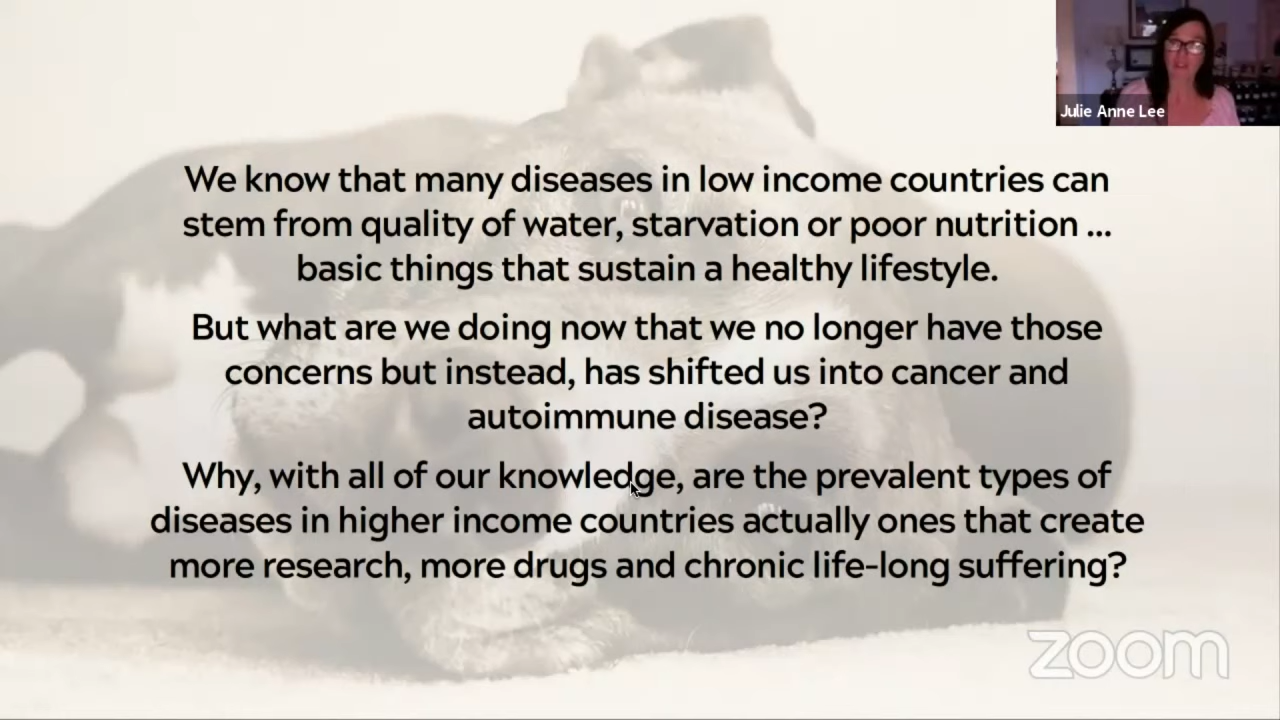 Julie Anne Lee
We know that many diseases in low income countries can
stem from quality of water, starvation or poor nutrition ...
basic things that sustain a healthy lifestyle.
But what are we doing now that we no longer have those
concerns but instead, has shifted us into cancer and
autoimmune disease?
Why, with all of our knowledge, are the prevalent types of
diseases in higher income countries actually ones that create
more research, more drugs and chronic life-long suffering?
zoom